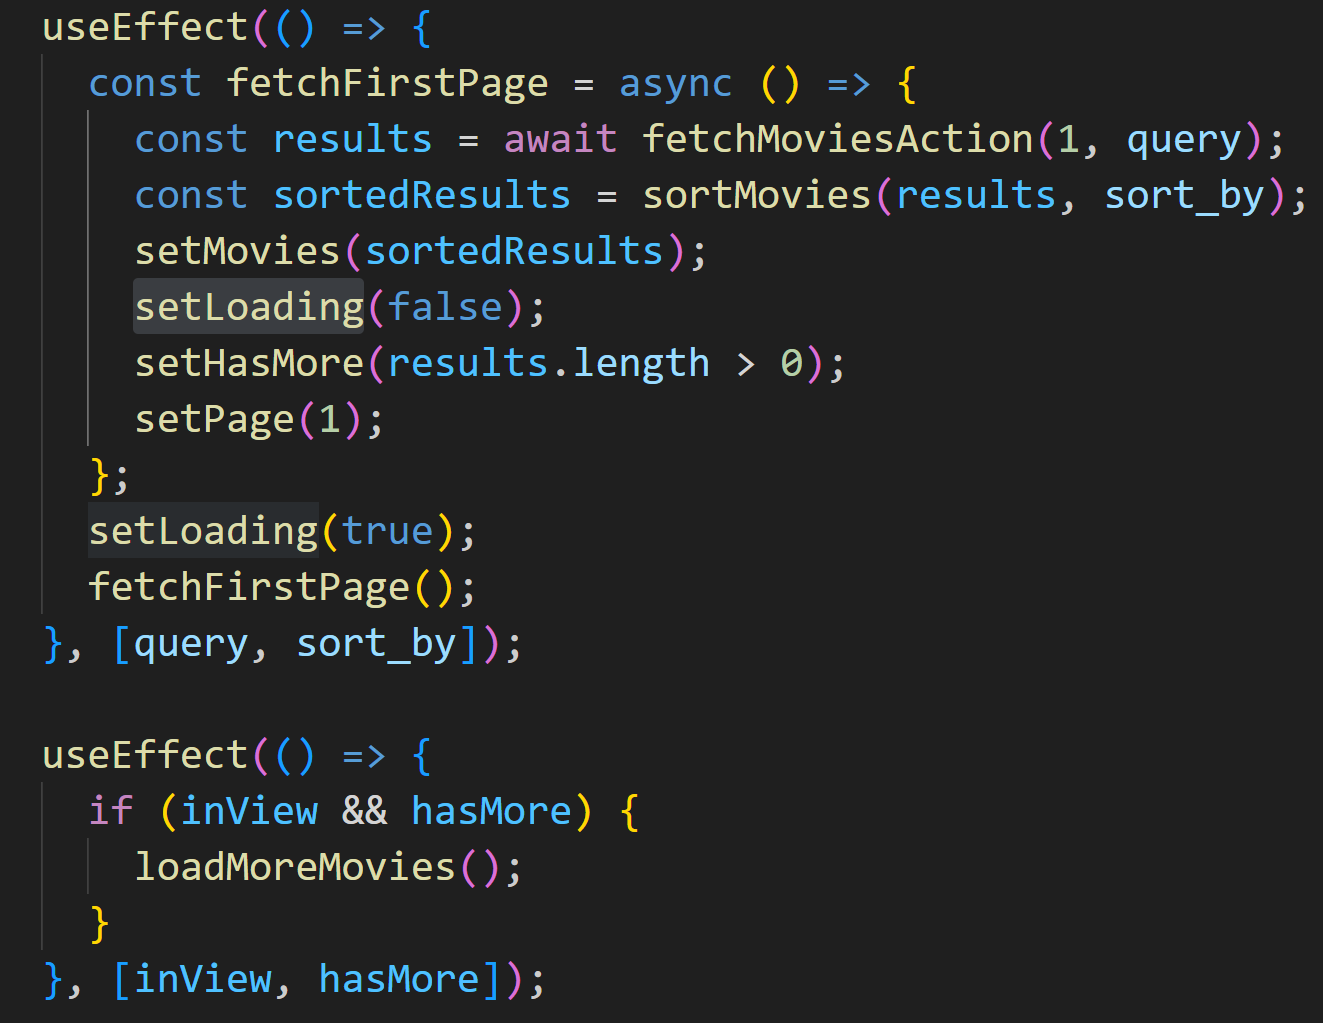 useEffect(() => {
  const fetchFirstPage = async () => {
    const results = await fetchMoviesAction(1, query);
    const sortedResults = sortMovies(results, sort_by);
    setMovies(sortedResults);
    setLoading(false);
    setHasMore(results.length > 0);
    setPage(1);
  };
  setLoading(true);
  fetchFirstPage();
}, [query, sort_by]);

useEffect(() => {
  if (inView && hasMore) {
    loadMoreMovies();
  }
}, [inView, hasMore]);